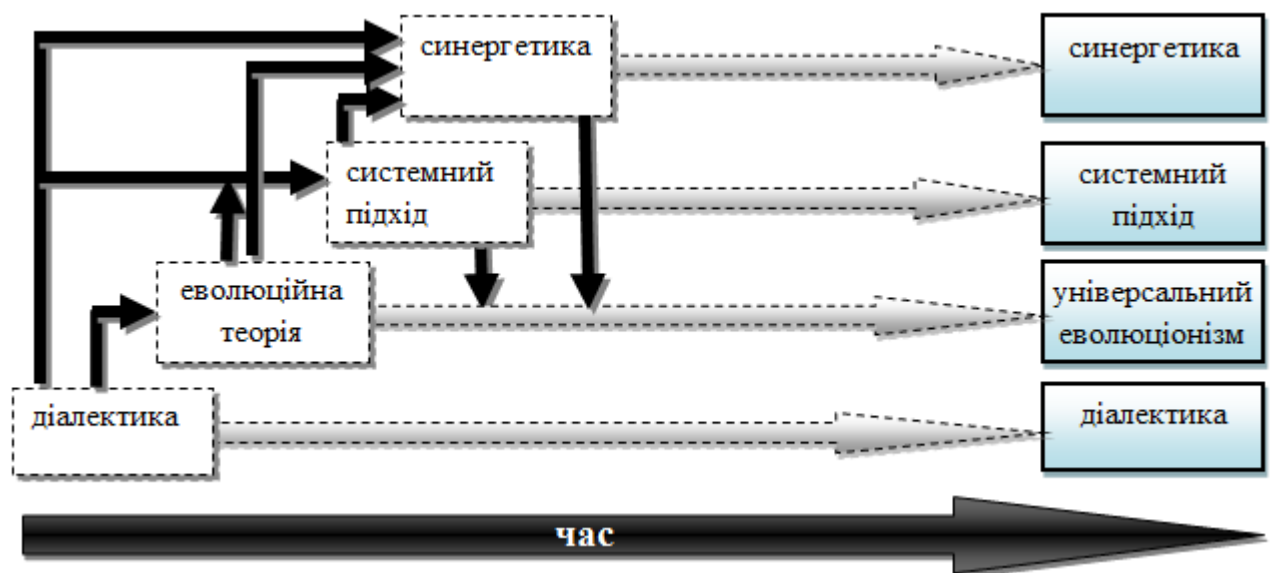 синергетика
синергетика
системний
підхід
системний
підхід
еволюційна
теорія
універсальний
еволюціонізм
діалектика
діалектика
час